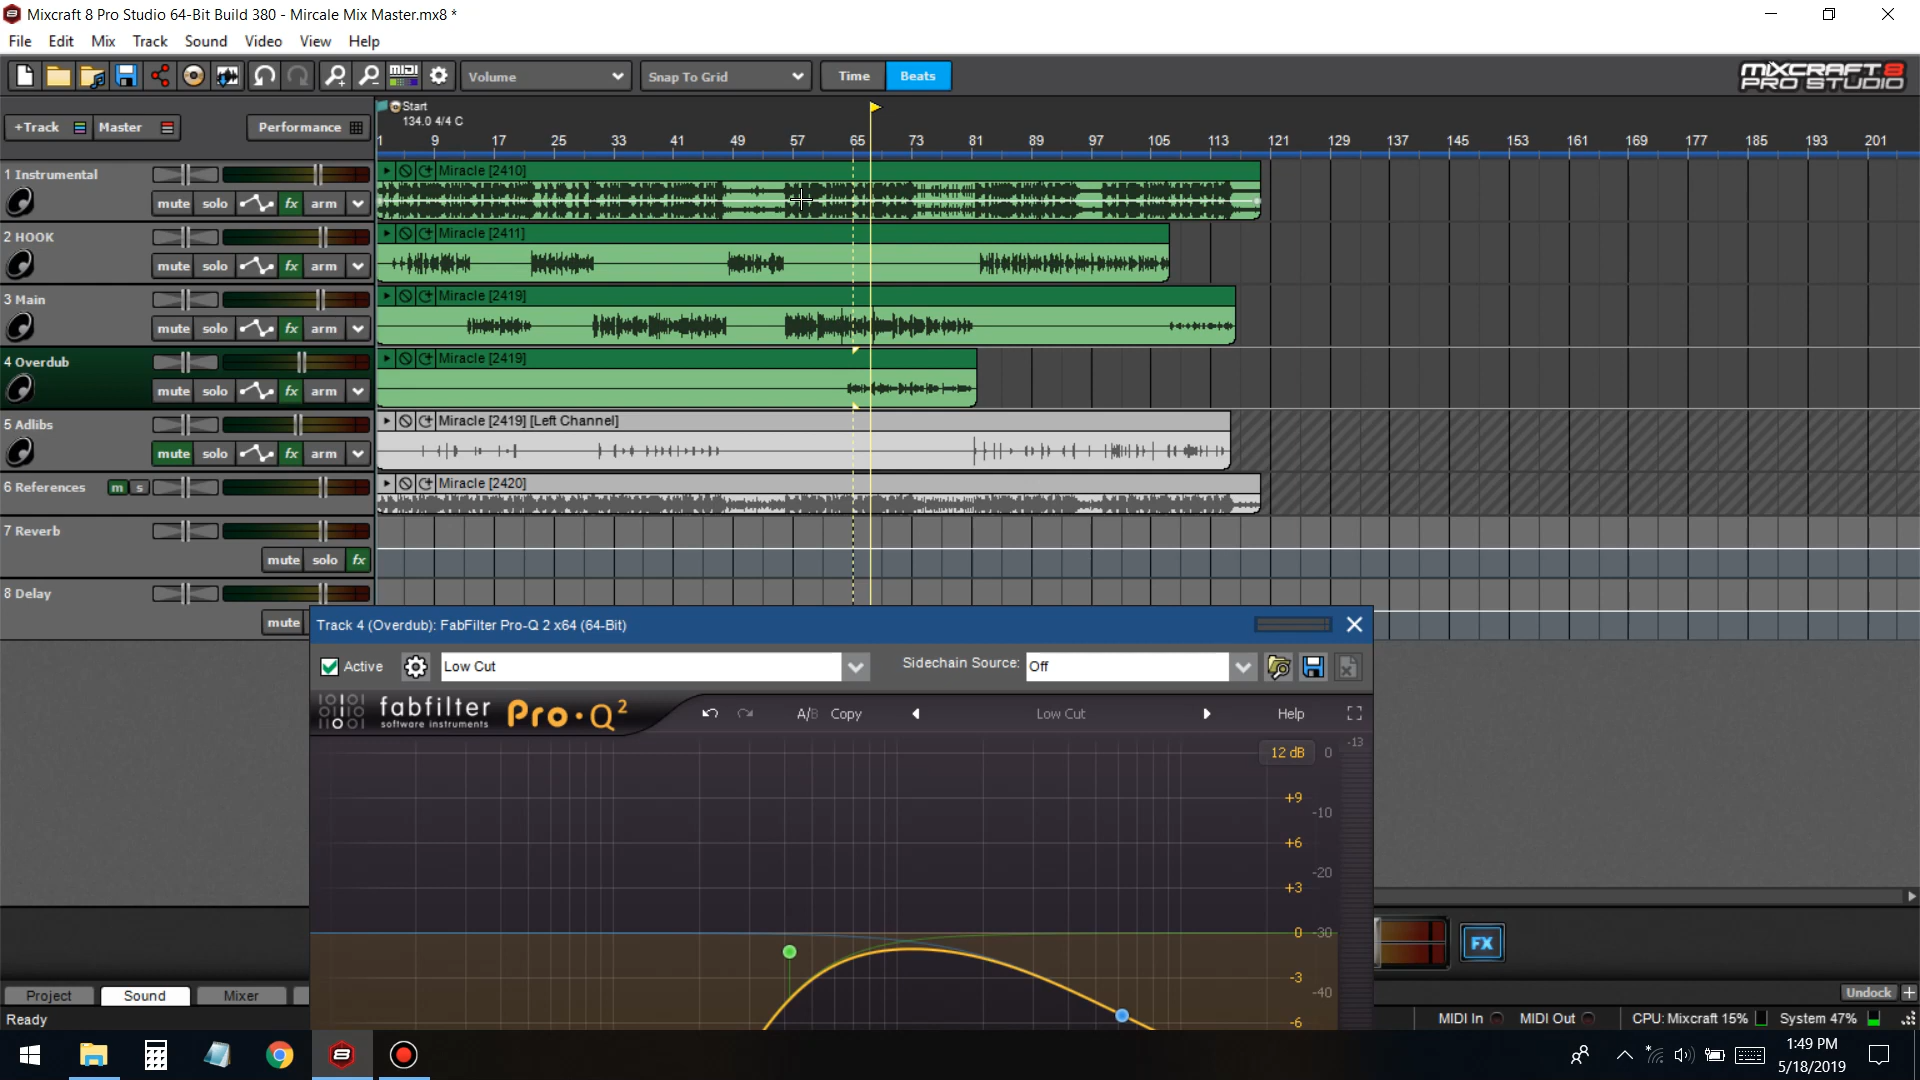 Mixcraft 8 Pro Studio 64-Bit Build 380 - Mircale Mix Master.mx8 *
File Edit Mix Track Sound Video View Help
MIDI Volume Snap To Grid Time Beats MIXCRAFT 8 PRO STUDIO
Start
134.0 4/4 C
+Track Master Performance
1 9 17 25 33 41 49 57 65 73 81 89 97 105 113 121 129 137 145 153 161 169 177 185 193 201
1 Instrumental
Miracle [2410]
mute solo fx arm
2 HOOK
Miracle [2411]
mute solo fx arm
3 Main
Miracle [2419]
mute solo fx arm
4 Overdub
Miracle [2419]
mute solo fx arm
5 Adlibs
Miracle [2419] [Left Channel]
mute solo fx arm
6 References m s
Miracle [2420]
7 Reverb
mute solo fx
8 Delay
mute
Track 4 (Overdub): FabFilter Pro-Q 2 x64 (64-Bit)
Active Low Cut Sidechain Source: Off
fabfilter software instruments Pro·Q²
A/B Copy Low Cut Help
12 dB 0 -13
+9
-10
+6
-20
+3
0 -30
-3
-40
-6
FX
Project Sound Mixer
Undock
Ready
MIDI In MIDI Out CPU: Mixcraft 15% System 47%
8
1:49 PM
5/18/2019